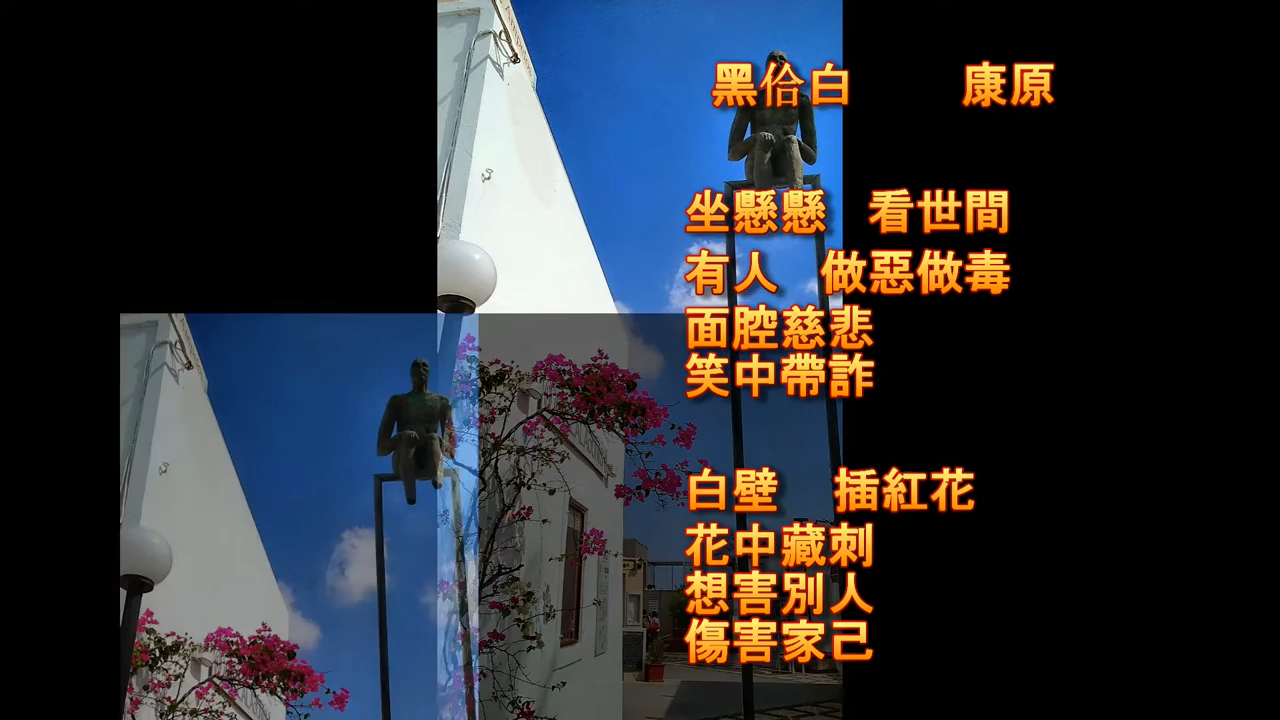 黑佮白 康原
坐懸懸 看世間
有人 做惡做毒
面腔慈悲
笑中帶詐
白壁 插紅花
花中藏刺
想害別人
傷害家己